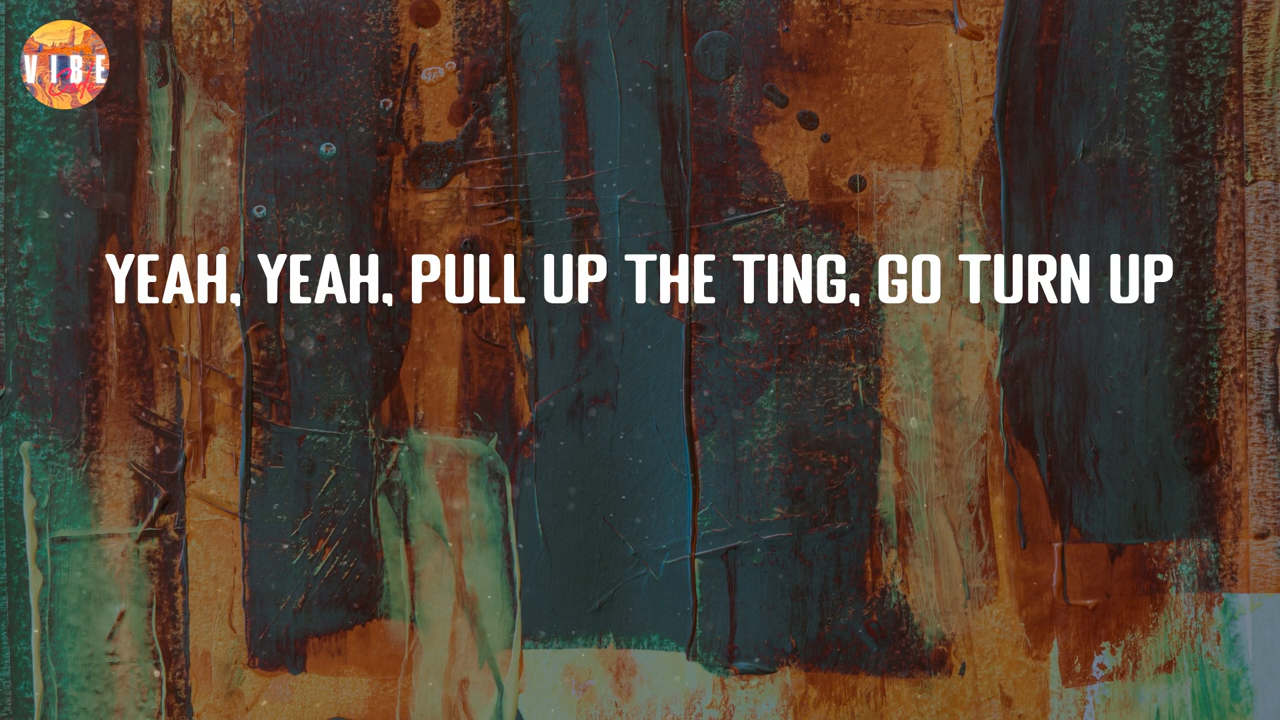 VIBE
YEAH, YEAH, PULL UP THE TING, GO TURN UP